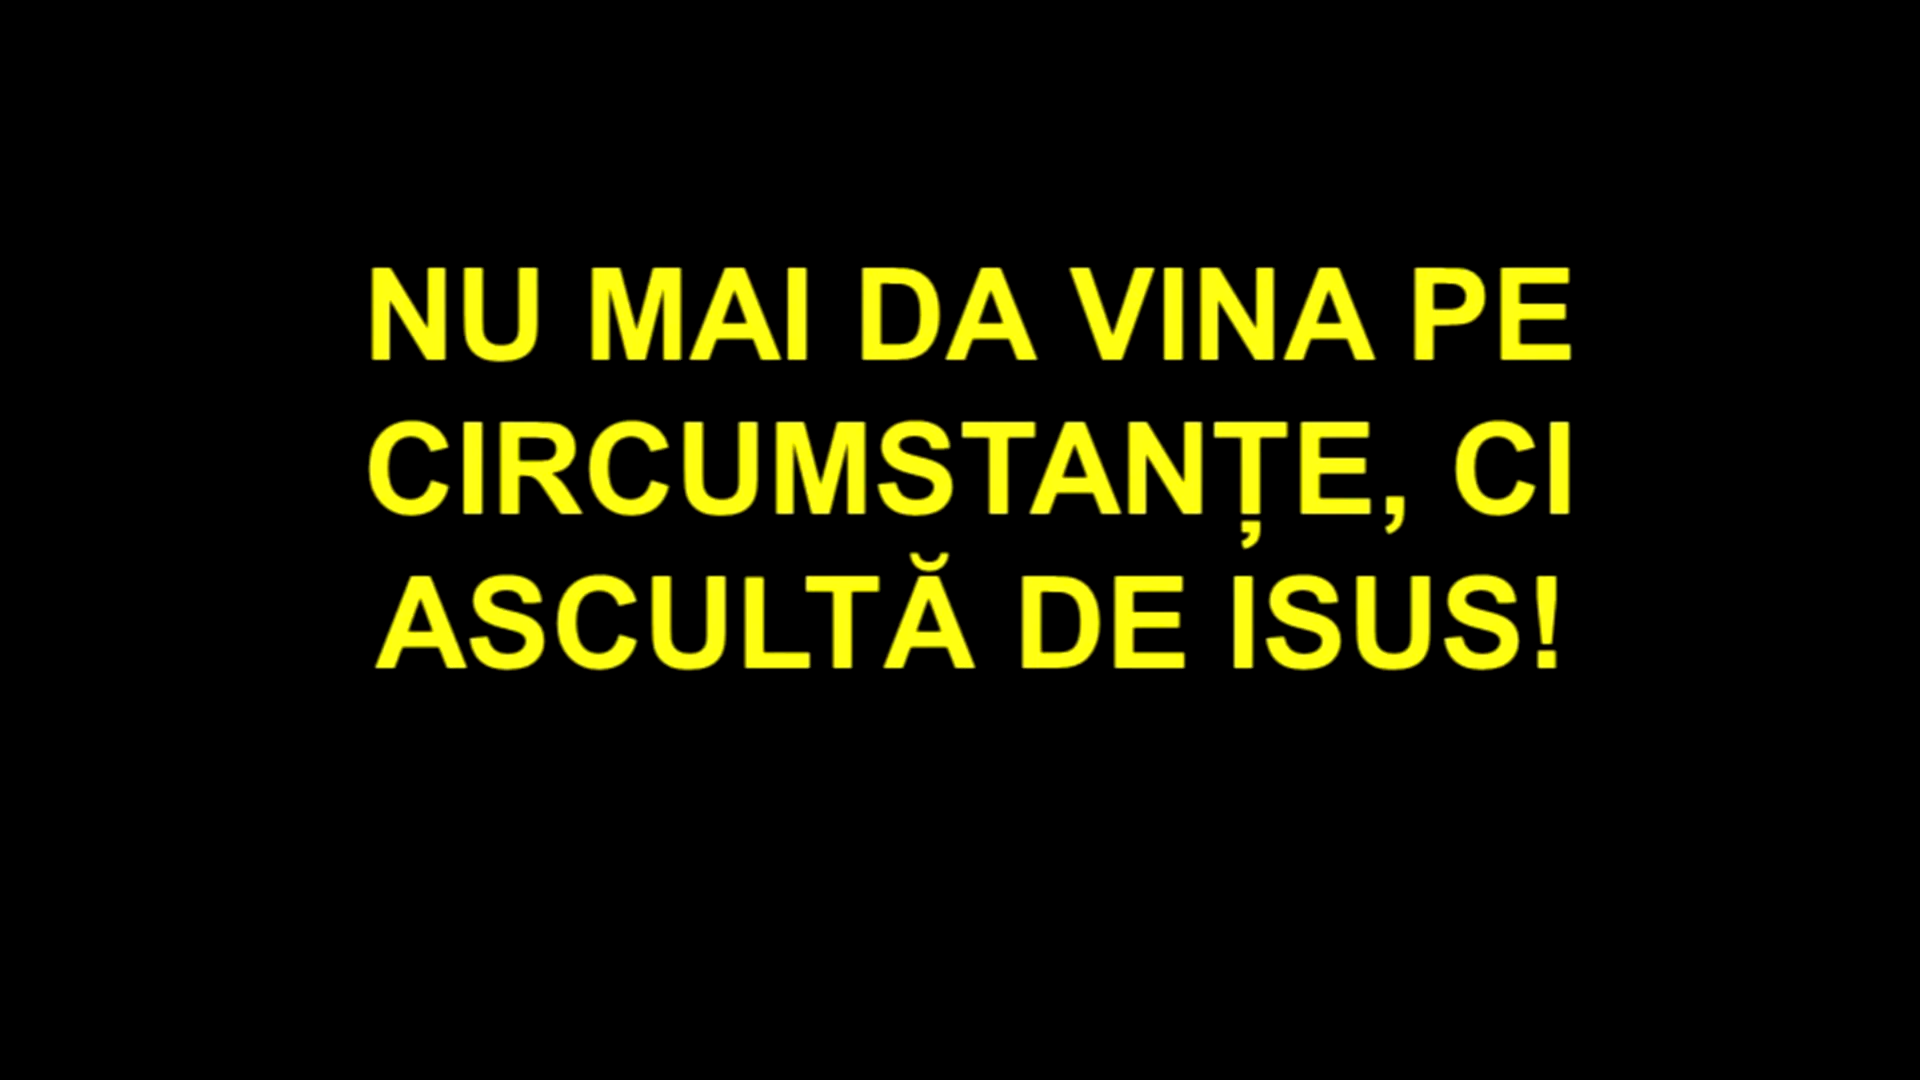 NU MAI DA VINA PE
CIRCUMSTANȚE, CI
ASCULTĂ DE ISUS!